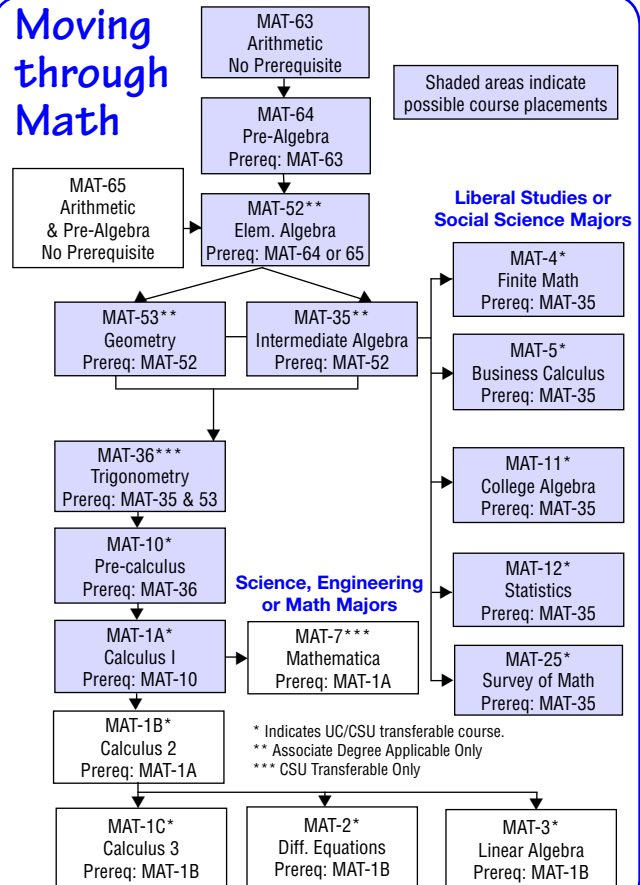 Moving
through
Math
MAT-63
Arithmetic
No Prerequisite
Shaded areas indicate
possible course placements
MAT-64
Pre-Algebra
Prereq: MAT-63
MAT-65
Arithmetic
& Pre-Algebra
No Prerequisite
MAT-52**
Elem. Algebra
Prereq: MAT-64 or 65
Liberal Studies or
Social Science Majors
MAT-4*
Finite Math
Prereq: MAT-35
MAT-53**
Geometry
Prereq: MAT-52
MAT-35**
Intermediate Algebra
Prereq: MAT-52
MAT-5*
Business Calculus
Prereq: MAT-35
MAT-11*
College Algebra
Prereq: MAT-35
MAT-36***
Trigonometry
Prereq: MAT-35 & 53
MAT-10*
Pre-calculus
Prereq: MAT-36
MAT-12*
Statistics
Prereq: MAT-35
Science, Engineering
or Math Majors
MAT-1A*
Calculus I
Prereq: MAT-10
MAT-7***
Mathematica
Prereq: MAT-1A
MAT-25*
Survey of Math
Prereq: MAT-35
MAT-1B*
Calculus 2
Prereq: MAT-1A
* Indicates UC/CSU transferable course.
** Associate Degree Applicable Only
*** CSU Transferable Only
MAT-1C*
Calculus 3
Prereq: MAT-1B
MAT-2*
Diff. Equations
Prereq: MAT-1B
MAT-3*
Linear Algebra
Prereq: MAT-1B